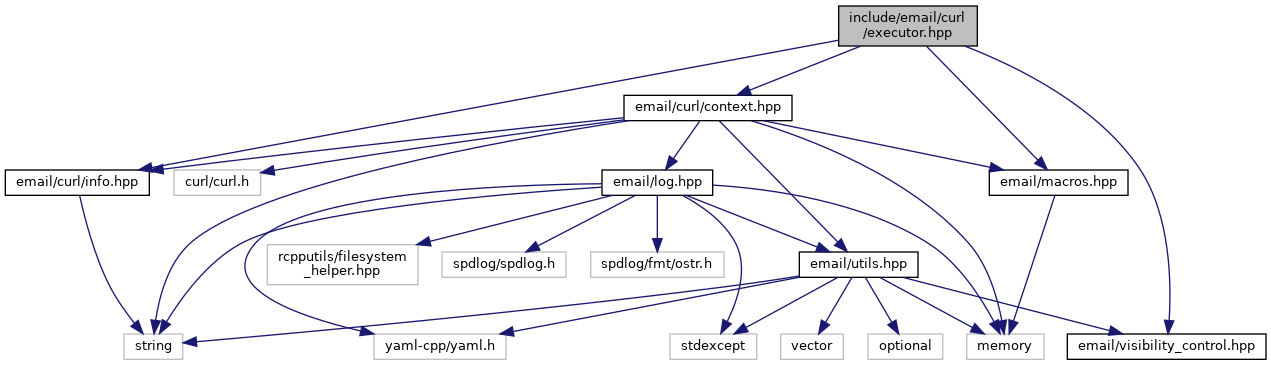 include/email/curl
/executor.hpp
email/curl/context.hpp
email/curl/info.hpp
curl/curl.h
email/log.hpp
email/macros.hpp
rcpputils/filesystem
_helper.hpp
spdlog/spdlog.h
spdlog/fmt/ostr.h
email/utils.hpp
string
yaml-cpp/yaml.h
stdexcept
vector
optional
memory
email/visibility_control.hpp